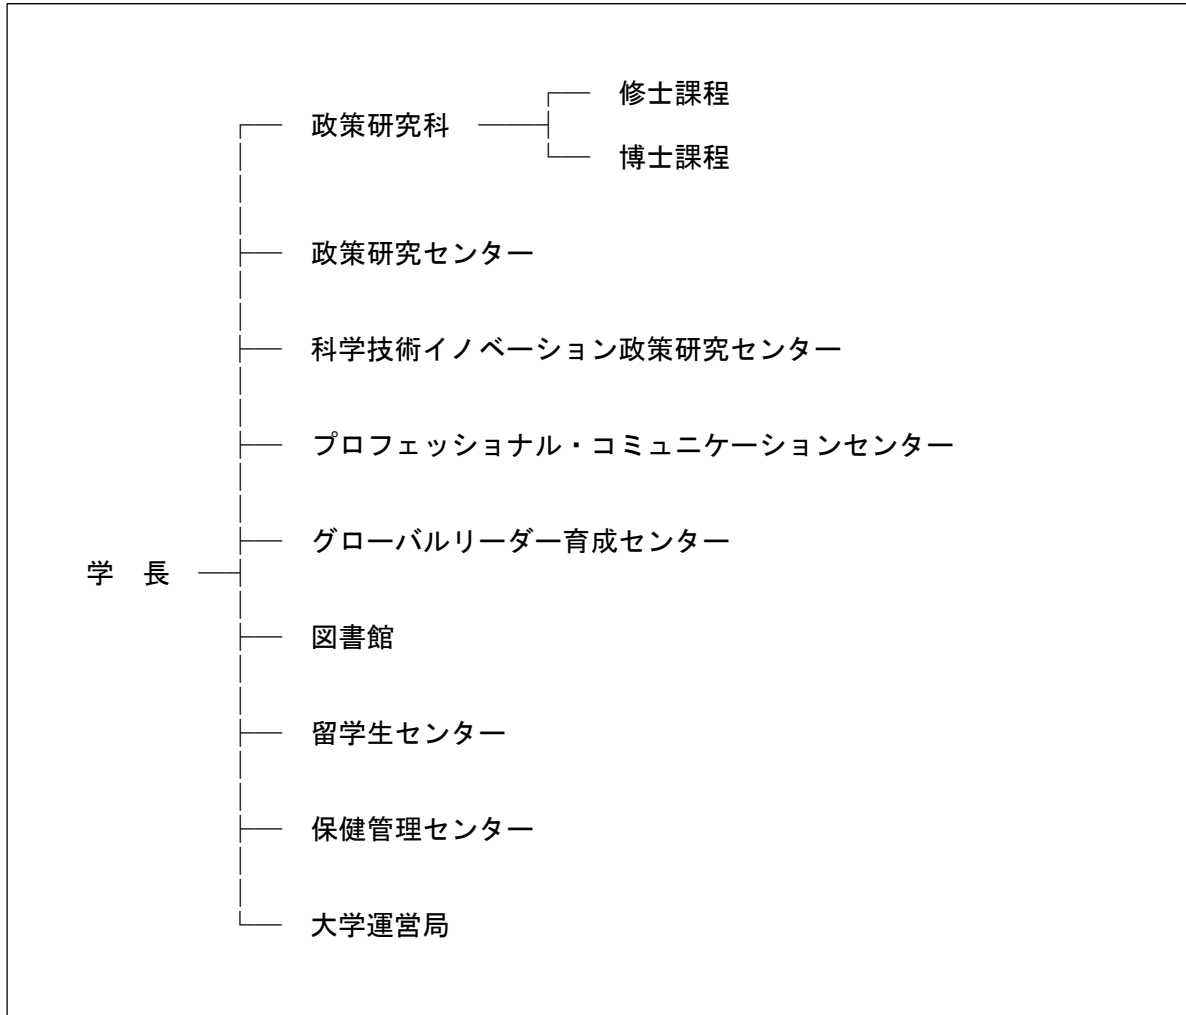 修士課程
政策研究科
博士課程
政策研究センター
科学技術イノベーション政策研究センター
プロフェッショナル・コミュニケーションセンター
グローバルリーダー育成センター
学　長
図書館
留学生センター
保健管理センター
大学運営局